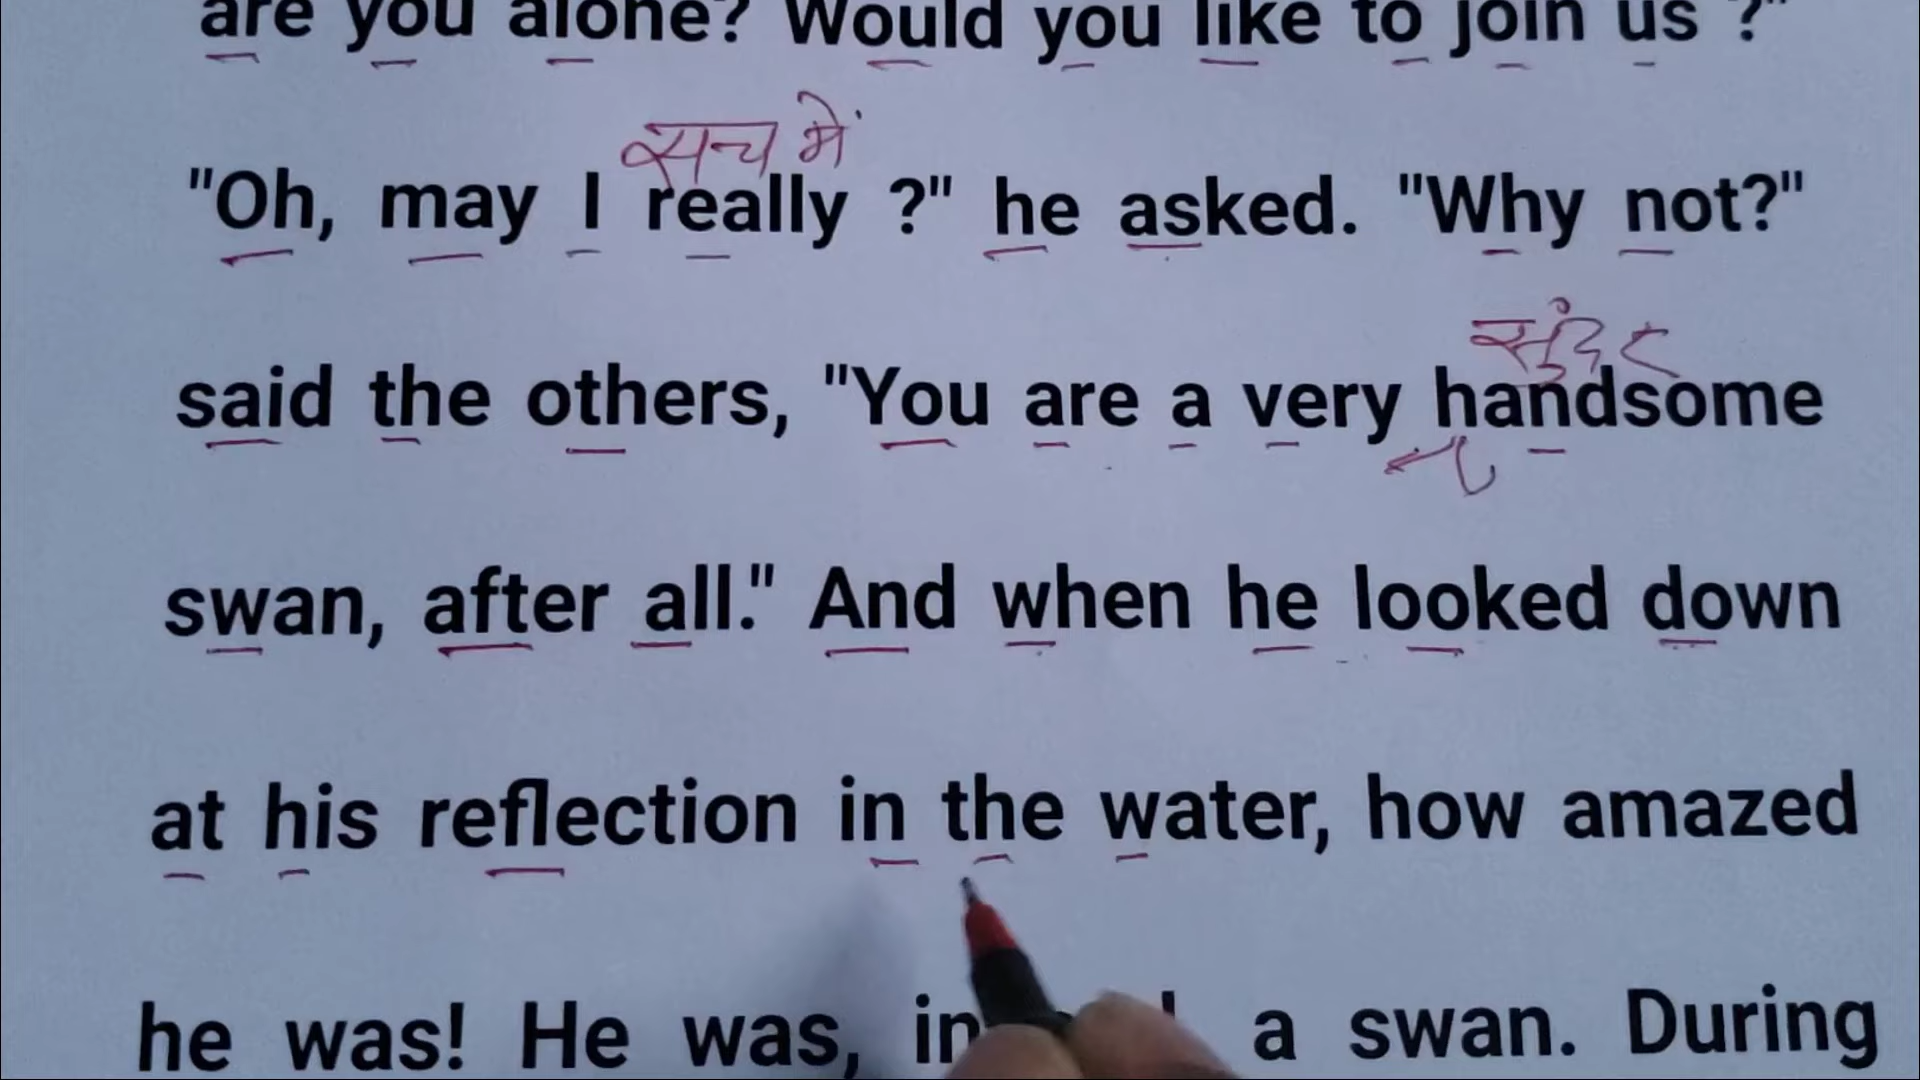 are you alone? Would you like to join us ?"
सच में
"Oh, may I really ?" he asked. "Why not?"
सुंदर
said the others, "You are a very handsome
swan, after all." And when he looked down
at his reflection in the water, how amazed
he was! He was, a swan. During